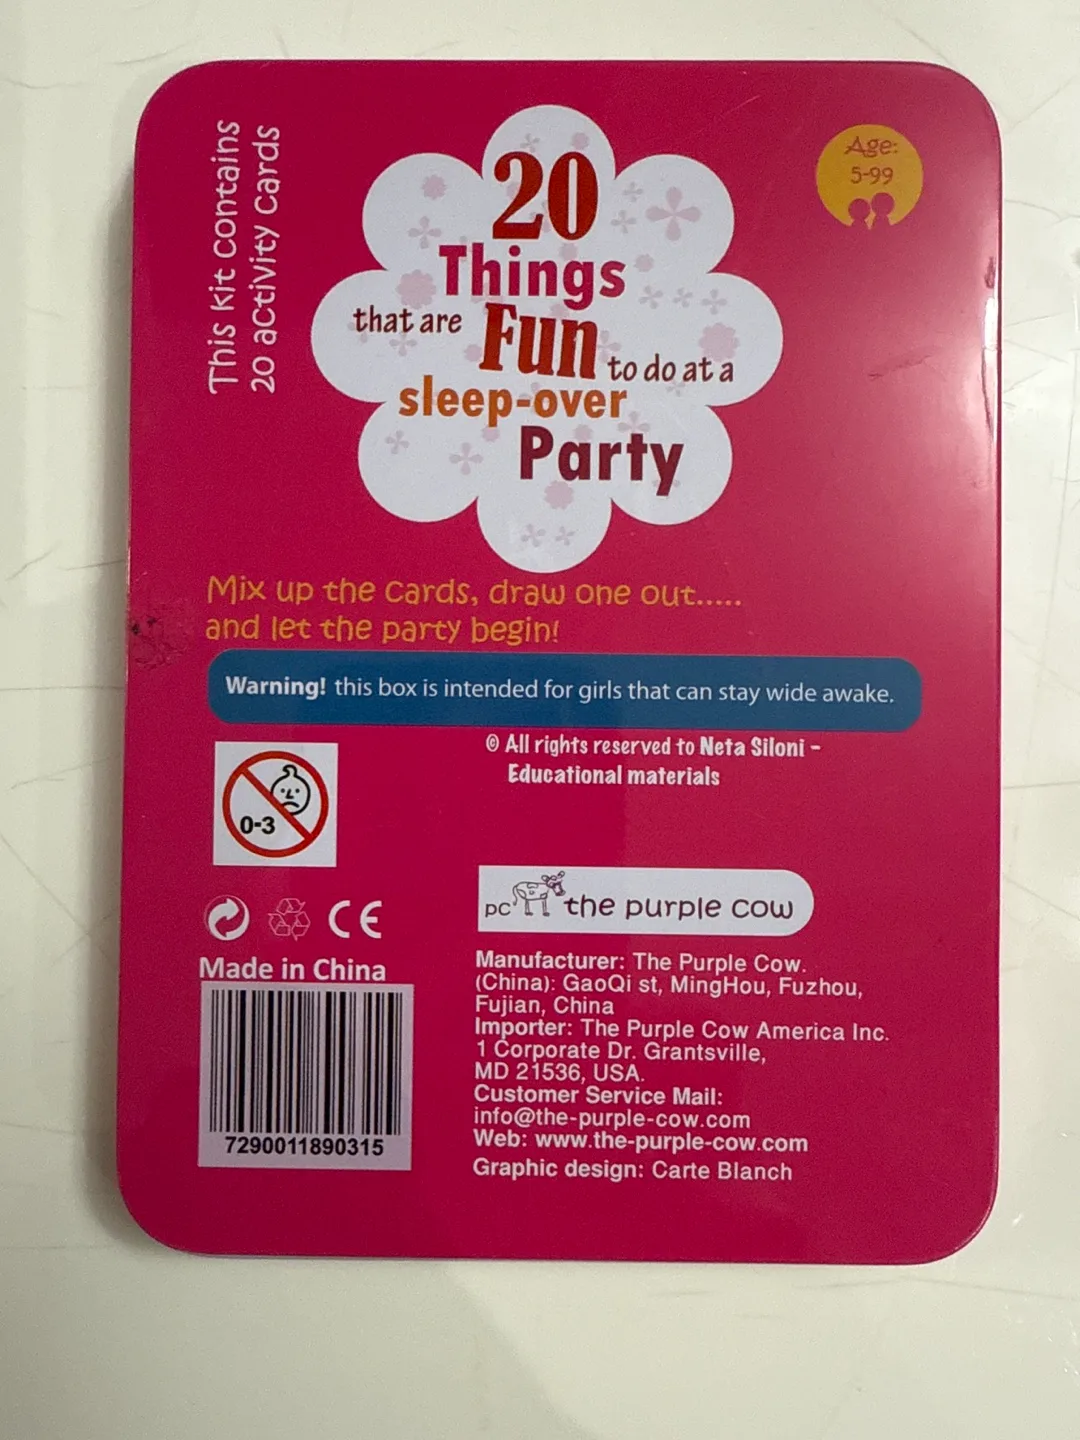 This kit contains
20 activity cards
20
Things
that are Fun to do at a
sleep-over
Party
Age:
5-99
Mix up the cards, draw one out.....
and let the party begin!
Warning! this box is intended for girls that can stay wide awake.
© All rights reserved to Neta Siloni -
Educational materials
0-3
CE
Made in China
7290011890315
pc the purple cow
Manufacturer: The Purple Cow.
(China): GaoQi st, MingHou, Fuzhou,
Fujian, China
Importer: The Purple Cow America Inc.
1 Corporate Dr. Grantsville,
MD 21536, USA.
Customer Service Mail:
info@the-purple-cow.com
Web: www.the-purple-cow.com
Graphic design: Carte Blanch